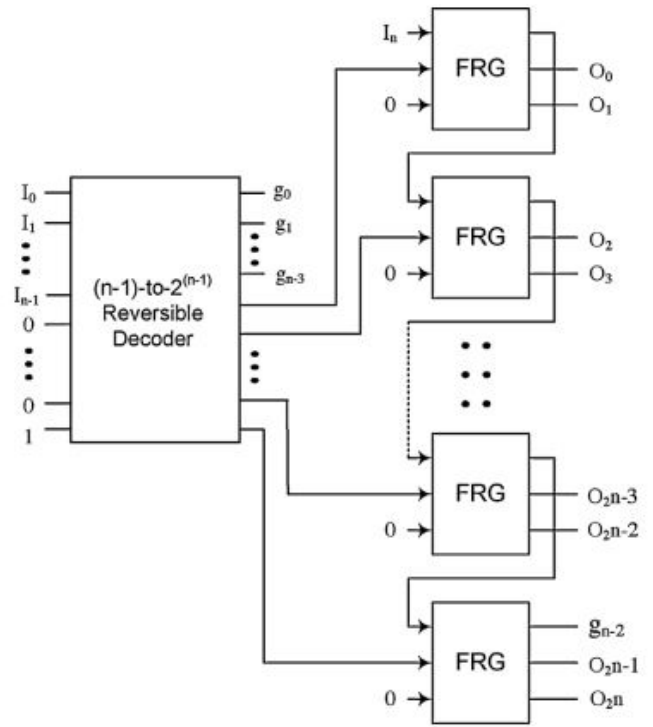 Iₙ
FRG
O₀
0
O₁
I₀
g₀
I₁
g₁
FRG
O₂
gₙ₋₃
0
O₃
Iₙ₋₁
(n-1)-to-2⁽ⁿ⁻¹⁾
Reversible
Decoder
0
0
1
FRG
O₂n-3
0
O₂n-2
gₙ₋₂
FRG
O₂n-1
0
O₂n